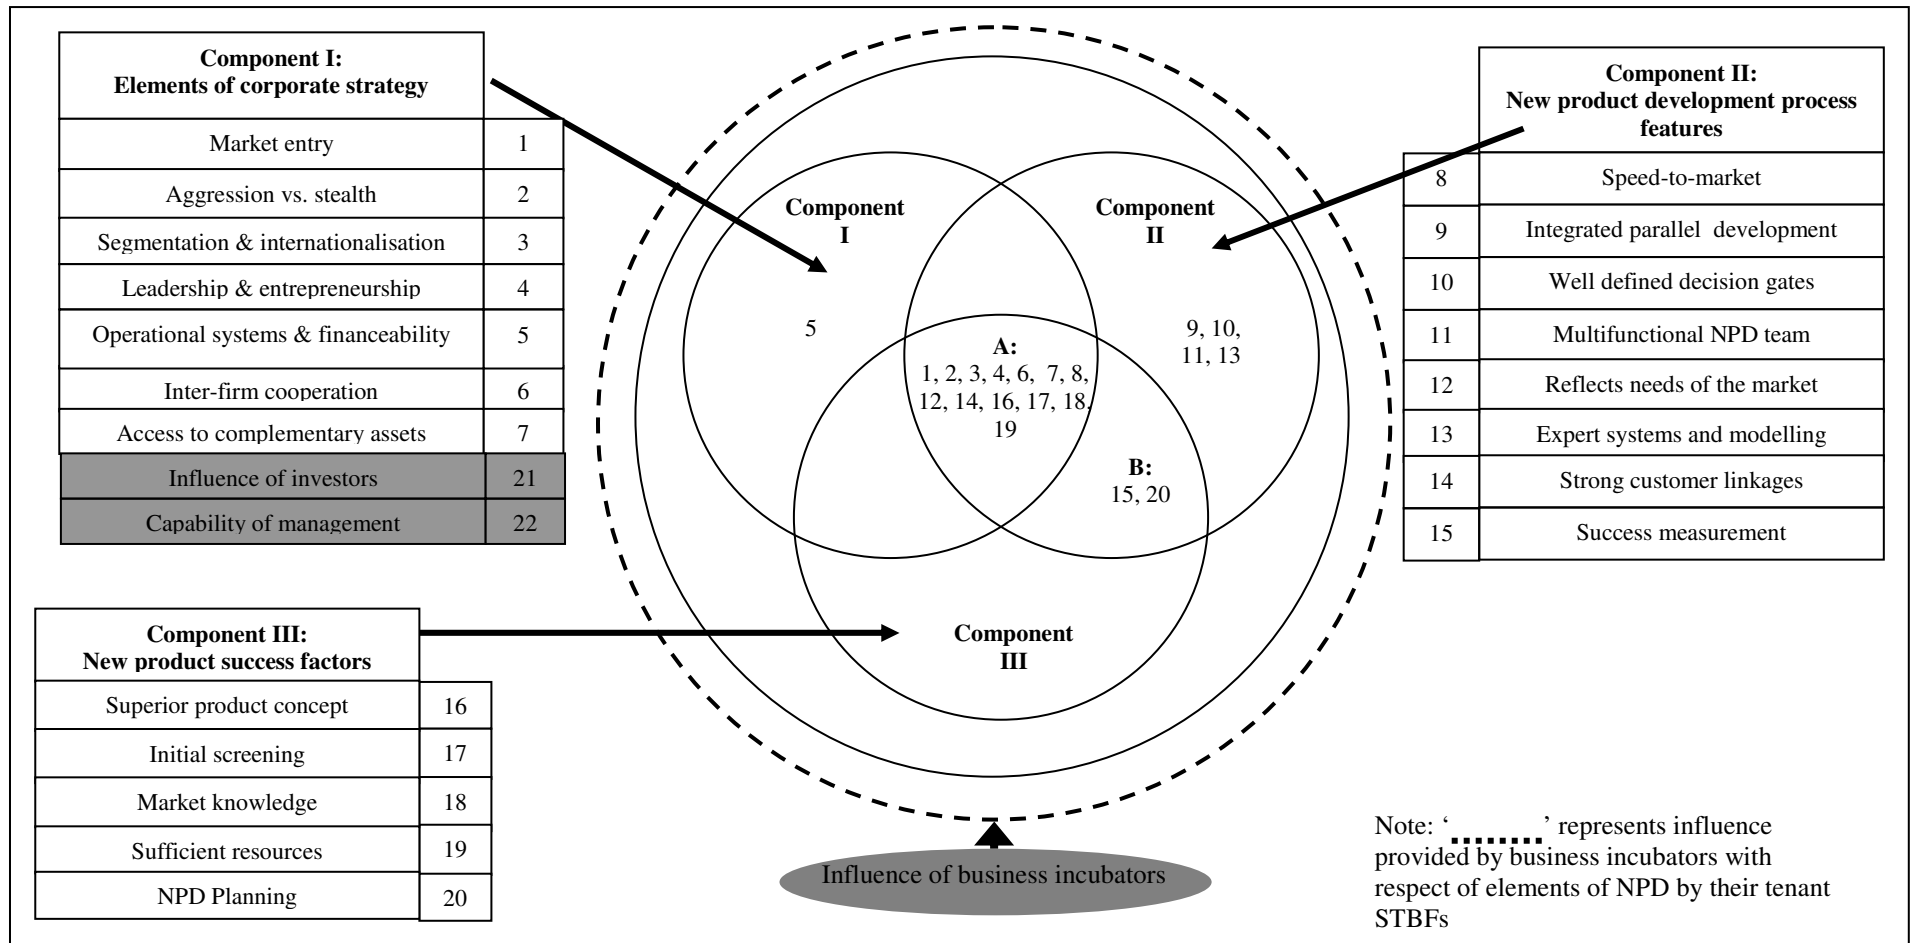 Component I:
Elements of corporate strategy
Market entry 1
Aggression vs. stealth 2
Segmentation & internationalisation 3
Leadership & entrepreneurship 4
Operational systems & financeability 5
Inter-firm cooperation 6
Access to complementary assets 7
Influence of investors 21
Capability of management 22
Component II:
New product development process
features
8 Speed-to-market
9 Integrated parallel development
10 Well defined decision gates
11 Multifunctional NPD team
12 Reflects needs of the market
13 Expert systems and modelling
14 Strong customer linkages
15 Success measurement
Component
I
Component
II
5
9, 10,
11, 13
A:
1, 2, 3, 4, 6, 7, 8,
12, 14, 16, 17, 18,
19
B:
15, 20
Component
III
Component III:
New product success factors
Superior product concept 16
Initial screening 17
Market knowledge 18
Sufficient resources 19
NPD Planning 20
Influence of business incubators
Note: ‘........’ represents influence
provided by business incubators with
respect of elements of NPD by their tenant
STBFs